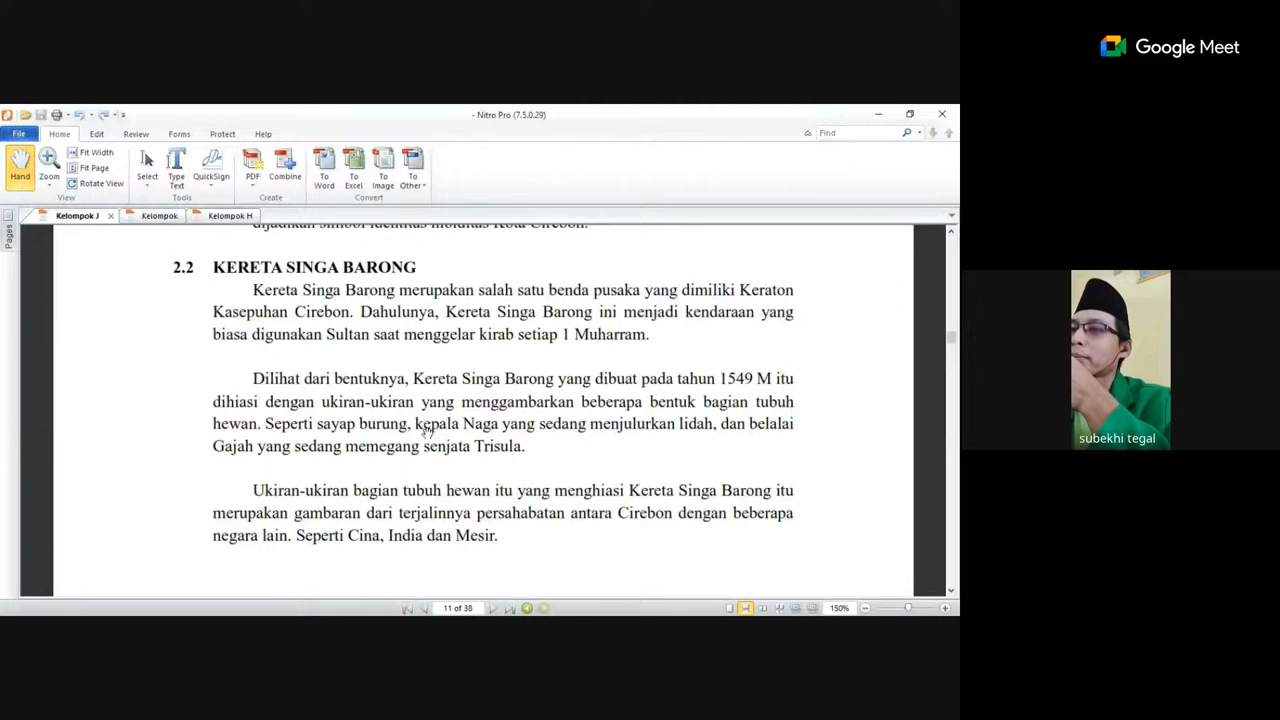 Google Meet
- Nitro Pro (7.5.0.29)
File Home Edit Review Forms Protect Help
Find
Hand
Zoom
Fit Width
Fit Page
Rotate View
View
Select
Type Text
QuickSign
Tools
PDF
Combine
Create
To Word
To Excel
To Image
To Other
Convert
Pages
Kelompok J
Kelompok
Kelompok H
dijadikan simbol identitas Kota Cirebon.
2.2 KERETA SINGA BARONG
Kereta Singa Barong merupakan salah satu benda pusaka yang dimiliki Keraton
Kasepuhan Cirebon. Dahulunya, Kereta Singa Barong ini menjadi kendaraan yang
biasa digunakan Sultan saat menggelar kirab setiap 1 Muharram.
Dilihat dari bentuknya, Kereta Singa Barong yang dibuat pada tahun 1549 M itu
dihiasi dengan ukiran-ukiran yang menggambarkan beberapa bentuk bagian tubuh
hewan. Seperti sayap burung, kepala Naga yang sedang menjulurkan lidah, dan belalai
Gajah yang sedang memegang senjata Trisula.
Ukiran-ukiran bagian tubuh hewan itu yang menghiasi Kereta Singa Barong itu
merupakan gambaran dari terjalinnya persahabatan antara Cirebon dengan beberapa
negara lain. Seperti Cina, India dan Mesir.
11 of 38
150%
subekhi tegal